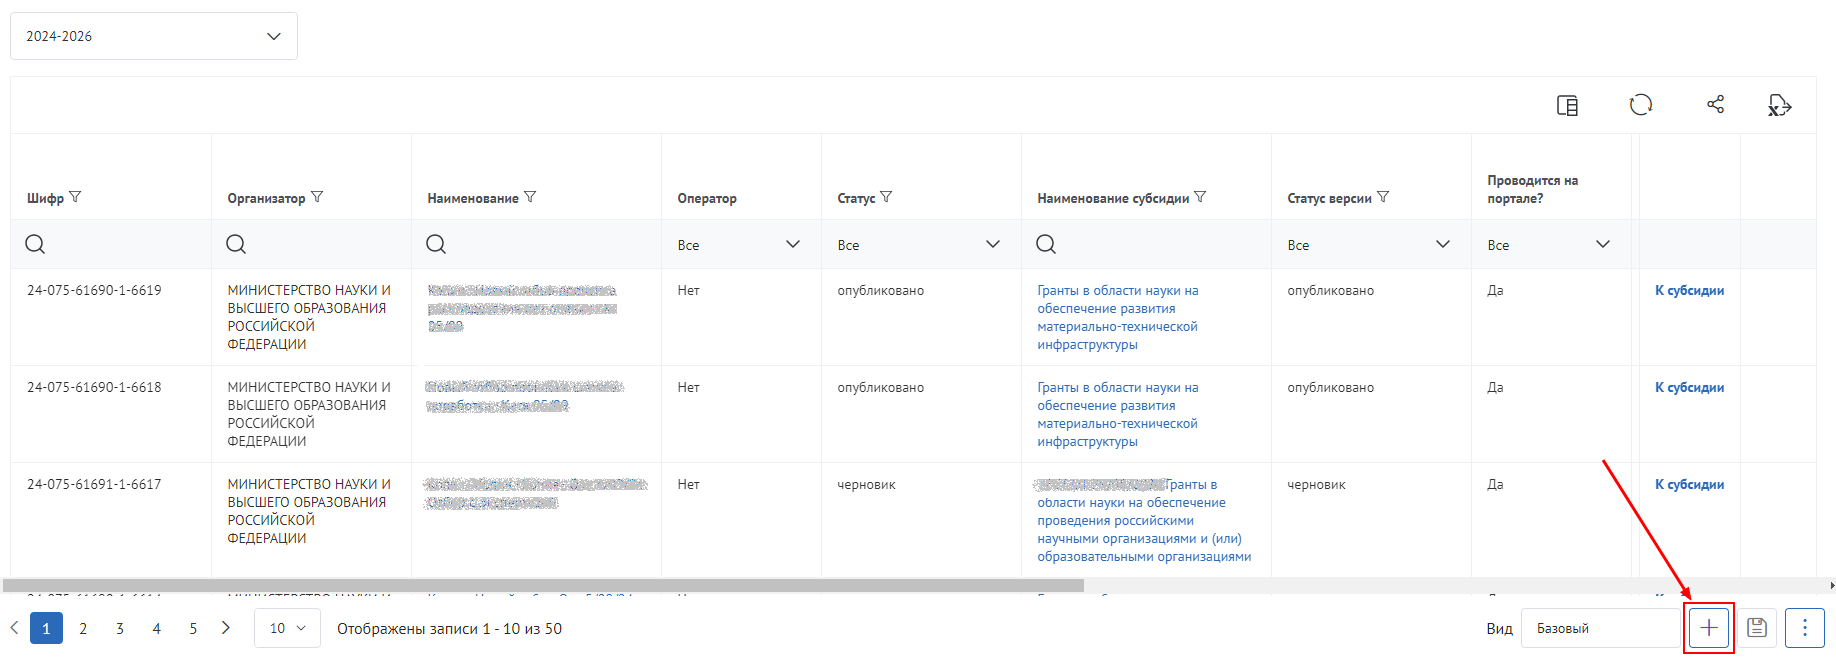 2024-2026
Шифр
Организатор
Наименование
Оператор
Статус
Наименование субсидии
Статус версии
Проводится на
портале?
Все
Все
Все
Все
24-075-61690-1-6619
МИНИСТЕРСТВО НАУКИ И
ВЫСШЕГО ОБРАЗОВАНИЯ
РОССИЙСКОЙ
ФЕДЕРАЦИИ
Нет
опубликовано
Гранты в области науки на
обеспечение развития
материально-технической
инфраструктуры
опубликовано
Да
К субсидии
24-075-61690-1-6618
МИНИСТЕРСТВО НАУКИ И
ВЫСШЕГО ОБРАЗОВАНИЯ
РОССИЙСКОЙ
ФЕДЕРАЦИИ
Нет
опубликовано
Гранты в области науки на
обеспечение развития
материально-технической
инфраструктуры
опубликовано
Да
К субсидии
24-075-61691-1-6617
МИНИСТЕРСТВО НАУКИ И
ВЫСШЕГО ОБРАЗОВАНИЯ
РОССИЙСКОЙ
ФЕДЕРАЦИИ
Нет
черновик
Гранты в
области науки на обеспечение
проведения российскими
научными организациями и (или)
образовательными организациями
черновик
Да
К субсидии
1 2 3 4 5
10
Отображены записи 1 - 10 из 50
Вид
Базовый